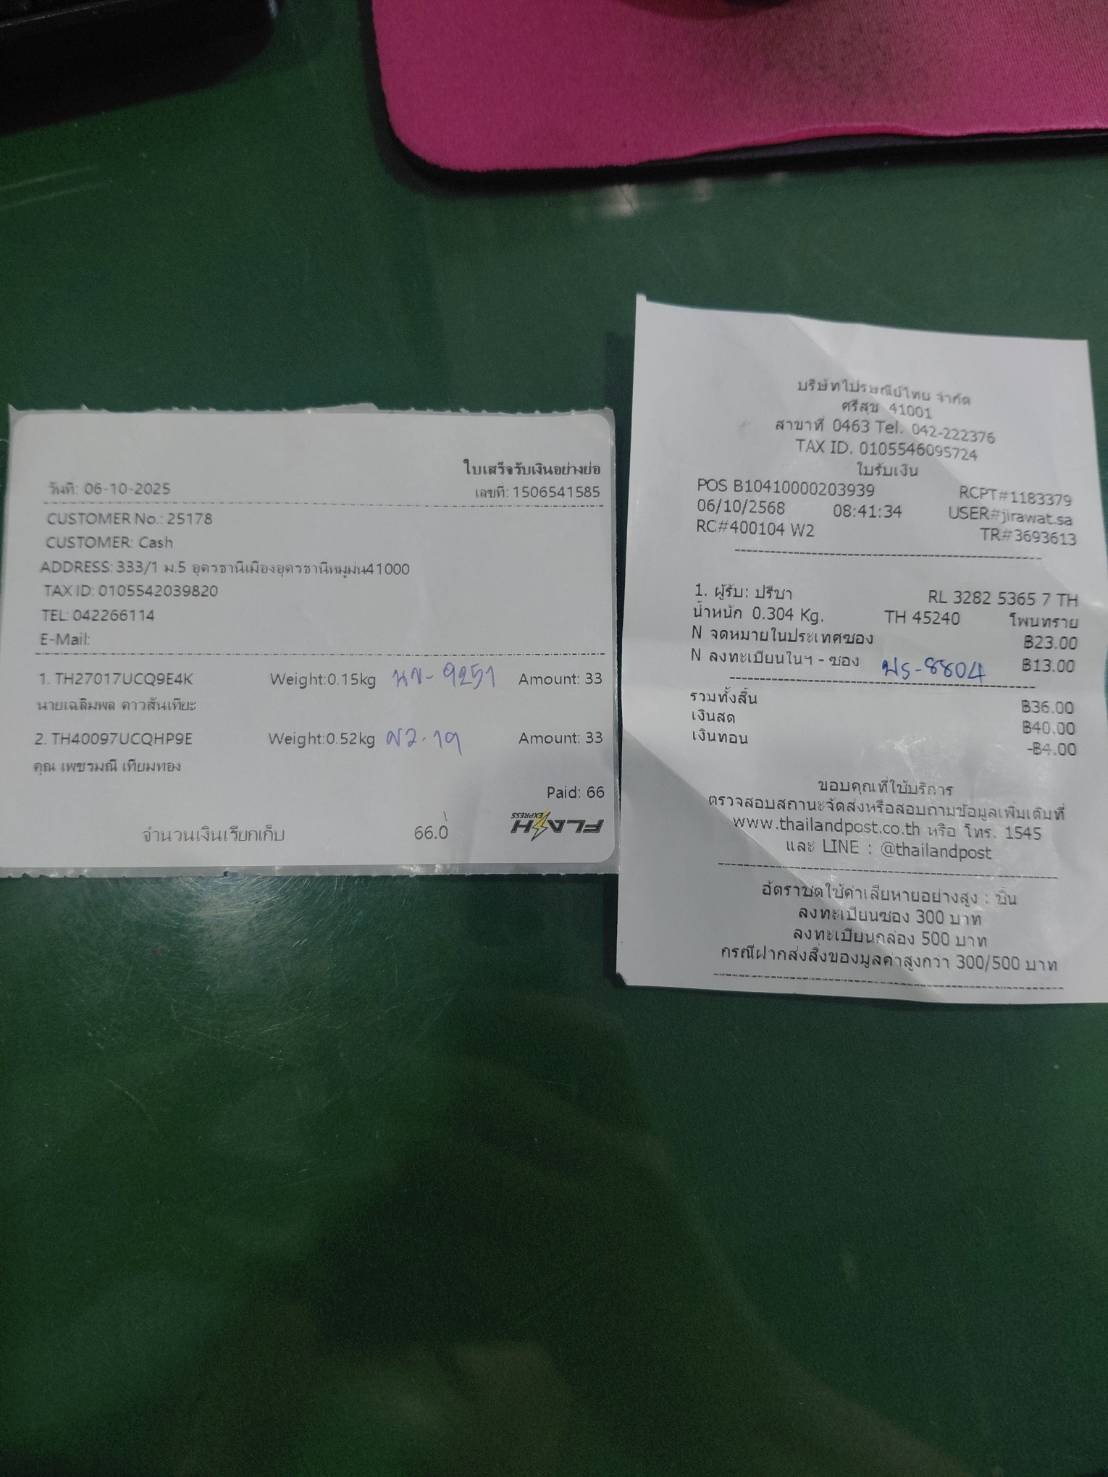 ใบเสร็จรับเงินอย่างย่อ
วันที่: 06-10-2025 เลขที่: 1506541585
CUSTOMER No.: 25178
CUSTOMER: Cash
ADDRESS: 333/1 ม.5 อุดรธานีเมืองอุดรธานีหมูม่น41000
TAX ID: 0105542039820
TEL: 042266114
E-Mail:
1. TH27017UCQ9E4K Weight:0.15kg นข-9251 Amount: 33
นายเฉลิมพล ดาวสันเทียะ
2. TH40097UCQHP9E Weight:0.52kg Amount: 33
คุณ เพชรมณี เทียมทอง
Paid: 66
จำนวนเงินเรียกเก็บ 66.0
FLASH EXPRESS
บริษัทไปรษณีย์ไทย จำกัด
ศรีสุข 41001
สาขาที่ 0463 Tel. 042-222376
TAX ID. 0105546095724
ใบรับเงิน
POS B10410000203939 RCPT#1183379
06/10/2568 08:41:34 USER#jirawat.sa
RC#400104 W2 TR#3693613
1. ผู้รับ: ปรีชา RL 3282 5365 7 TH
น้ำหนัก 0.304 Kg. TH 45240 โพนทราย
N จดหมายในประเทศซอง ฿23.00
N ลงทะเบียนในฯ - ซอง ฿13.00
-8804
รวมทั้งสิ้น ฿36.00
เงินสด ฿40.00
เงินทอน -฿4.00
ขอบคุณที่ใช้บริการ
ตรวจสอบสถานะจัดส่งหรือสอบถามข้อมูลเพิ่มเติมที่
www.thailandpost.co.th หรือ โทร. 1545
และ LINE : @thailandpost
อัตราชดใช้ค่าเสียหายอย่างสูง : ชิ้น
ลงทะเบียนซอง 300 บาท
ลงทะเบียนกล่อง 500 บาท
กรณีฝากส่งสิ่งของมูลค่าสูงกว่า 300/500 บาท